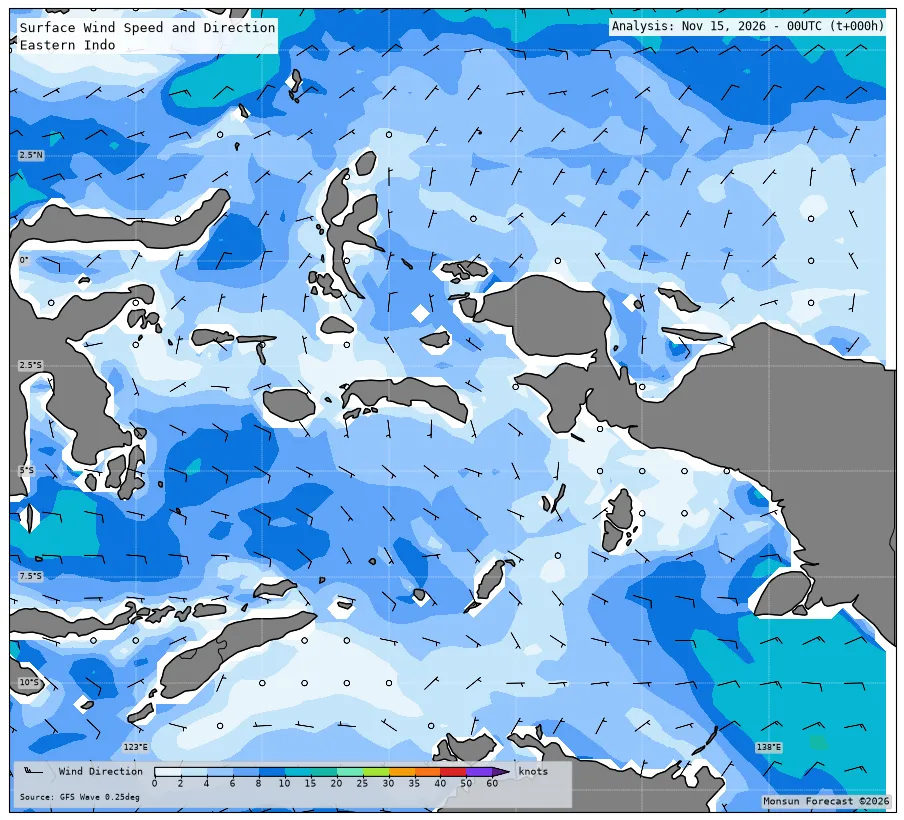 Surface Wind Speed and Direction
Eastern Indo
Analysis: Nov 15, 2026 - 00UTC (t+000h)
2.5°N
0°
2.5°S
5°S
7.5°S
10°S
123°E
138°E
Wind Direction
knots
0 2 4 6 8 10 15 20 25 30 35 40 50 60
Source: GFS Wave 0.25deg
Monsun Forecast ©2026